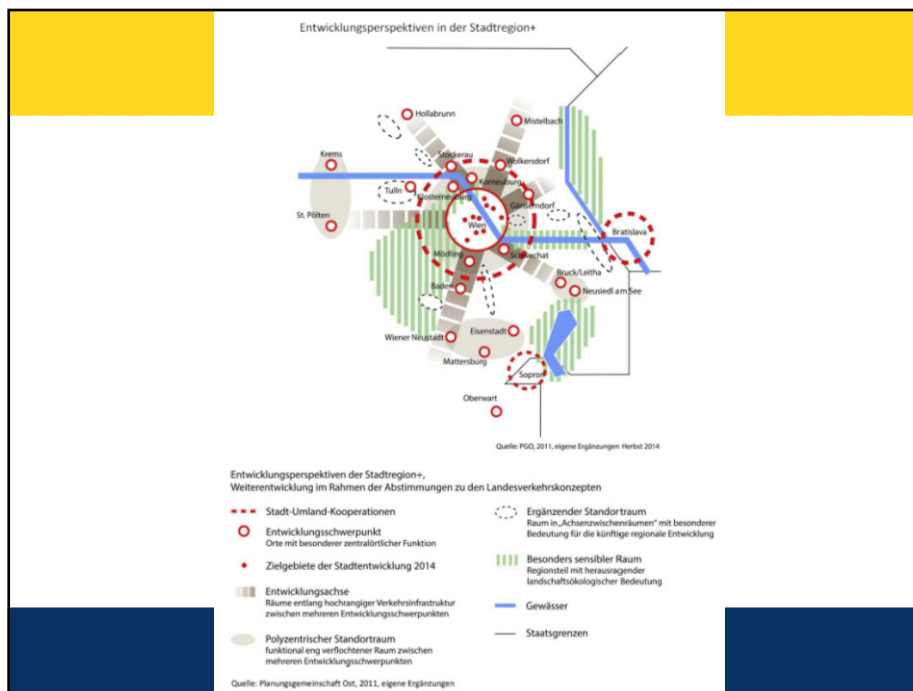 Entwicklungsperspektiven in der Stadtregion+
Hollabrunn
Mistelbach
Krems
Stockerau
Wolkersdorf
Korneuburg
Tulln
Klosterneuburg
Gänserndorf
St. Pölten
Wien
Bratislava
Mödling
Schwechat
Bruck/Leitha
Baden
Neusiedl am See
Eisenstadt
Wiener Neustadt
Mattersburg
Sopron
Oberwart
Quelle: PGO, 2011, eigene Ergänzungen Herbst 2014
Entwicklungsperspektiven der Stadtregion+,
Weiterentwicklung im Rahmen der Abstimmungen zu den Landesverkehrskonzepten
Stadt-Umland-Kooperationen
Entwicklungsschwerpunkt
Orte mit besonderer zentralörtlicher Funktion
Zielgebiete der Stadtentwicklung 2014
Entwicklungsachse
Räume entlang hochrangiger Verkehrsinfrastruktur
zwischen mehreren Entwicklungsschwerpunkten
Polyzentrischer Standortraum
funktional eng verflochtener Raum zwischen
mehreren Entwicklungsschwerpunkten
Ergänzender Standortraum
Raum in „Achsenzwischenräumen" mit besonderer
Bedeutung für die künftige regionale Entwicklung
Besonders sensibler Raum
Regionsteil mit herausragender
landschaftsökologischer Bedeutung
Gewässer
Staatsgrenzen
Quelle: Planungsgemeinschaft Ost, 2011, eigene Ergänzungen